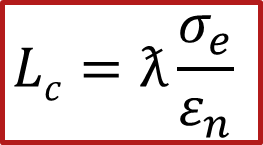 L_c = ƛ σ_e / ε_n